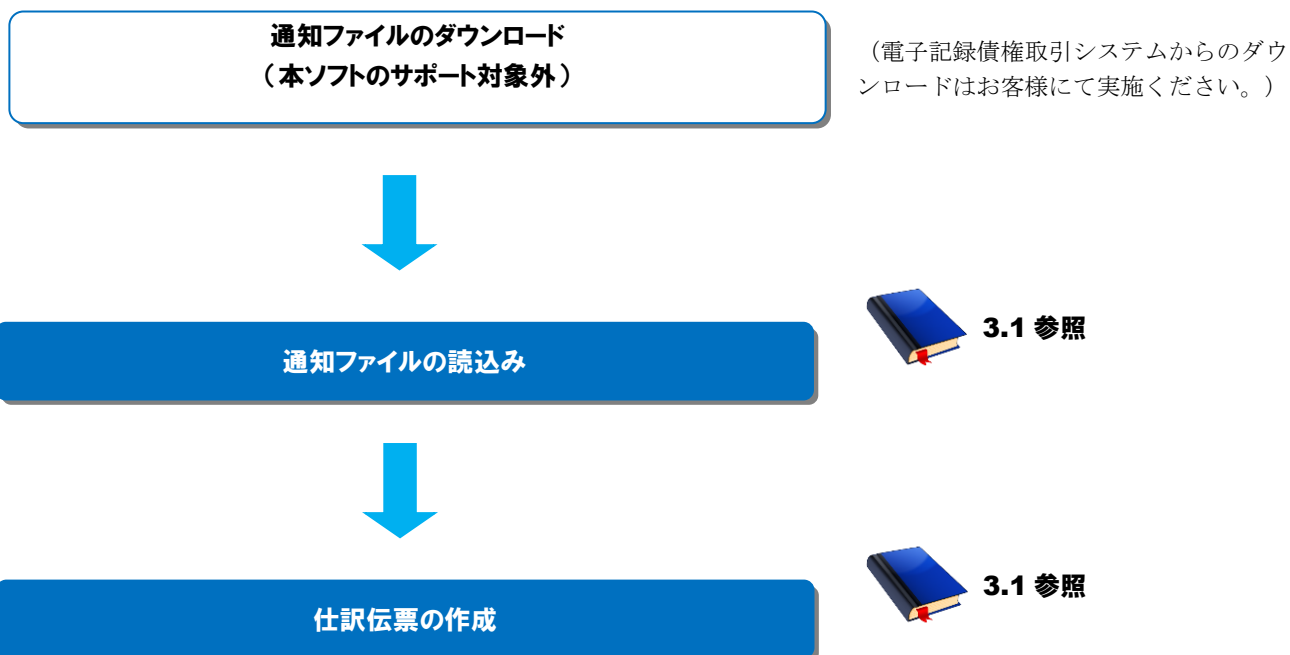 通知ファイルのダウンロード
（本ソフトのサポート対象外）
（電子記録債権取引システムからのダウ
ンロードはお客様にて実施ください。）
通知ファイルの読込み
3.1 参照
仕訳伝票の作成
3.1 参照